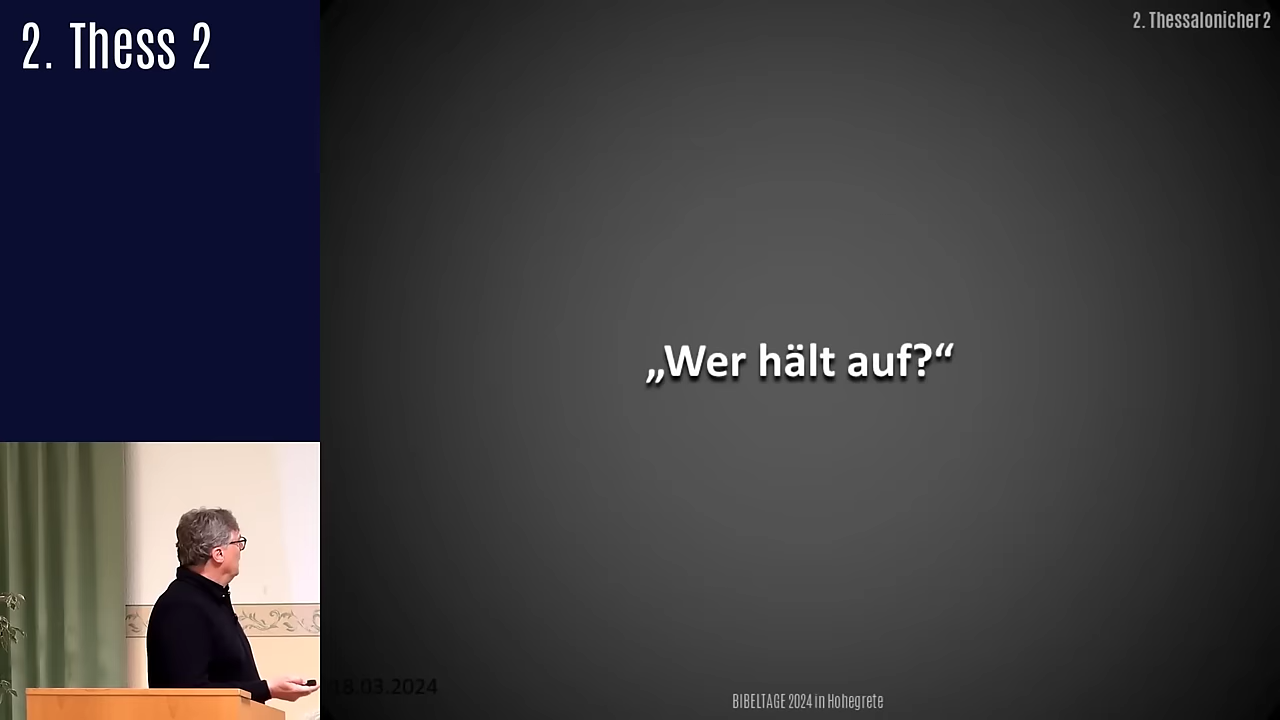 2. Thess 2
2. Thessalonicher 2
„Wer hält auf?“
18.03.2024
BIBELTAGE 2024 in Hohegrete